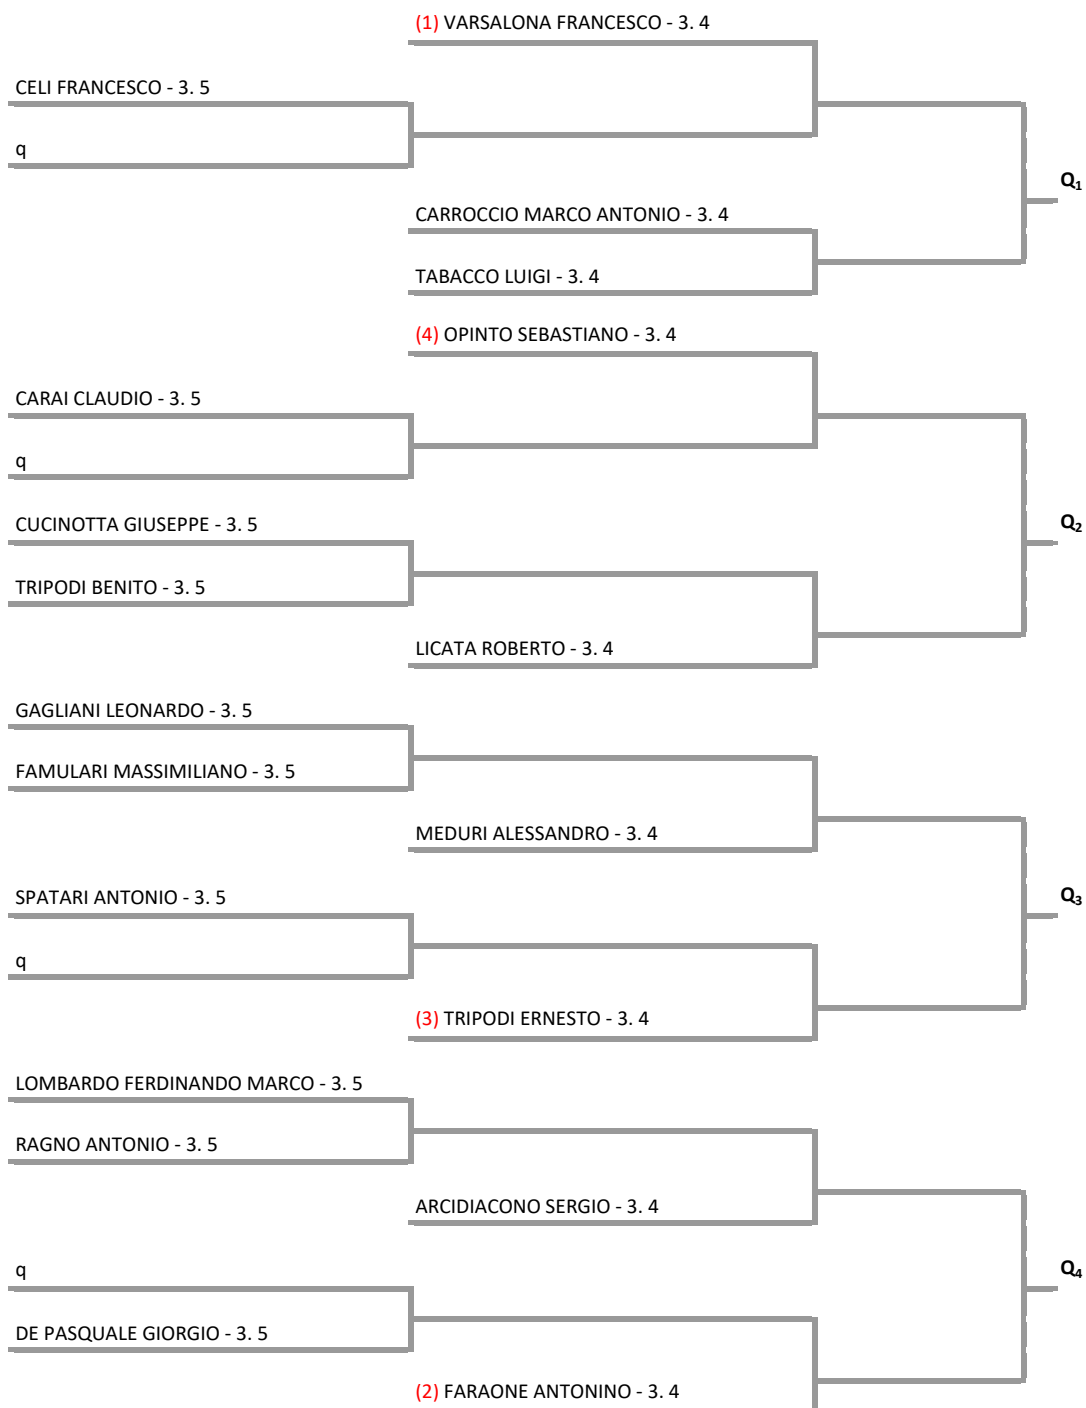 (1) VARSALONA FRANCESCO - 3. 4
CELI FRANCESCO - 3. 5
q
Q1
CARROCCIO MARCO ANTONIO - 3. 4
TABACCO LUIGI - 3. 4
(4) OPINTO SEBASTIANO - 3. 4
CARAI CLAUDIO - 3. 5
q
CUCINOTTA GIUSEPPE - 3. 5
Q2
TRIPODI BENITO - 3. 5
LICATA ROBERTO - 3. 4
GAGLIANI LEONARDO - 3. 5
FAMULARI MASSIMILIANO - 3. 5
MEDURI ALESSANDRO - 3. 4
SPATARI ANTONIO - 3. 5
Q3
q
(3) TRIPODI ERNESTO - 3. 4
LOMBARDO FERDINANDO MARCO - 3. 5
RAGNO ANTONIO - 3. 5
ARCIDIACONO SERGIO - 3. 4
q
Q4
DE PASQUALE GIORGIO - 3. 5
(2) FARAONE ANTONINO - 3. 4